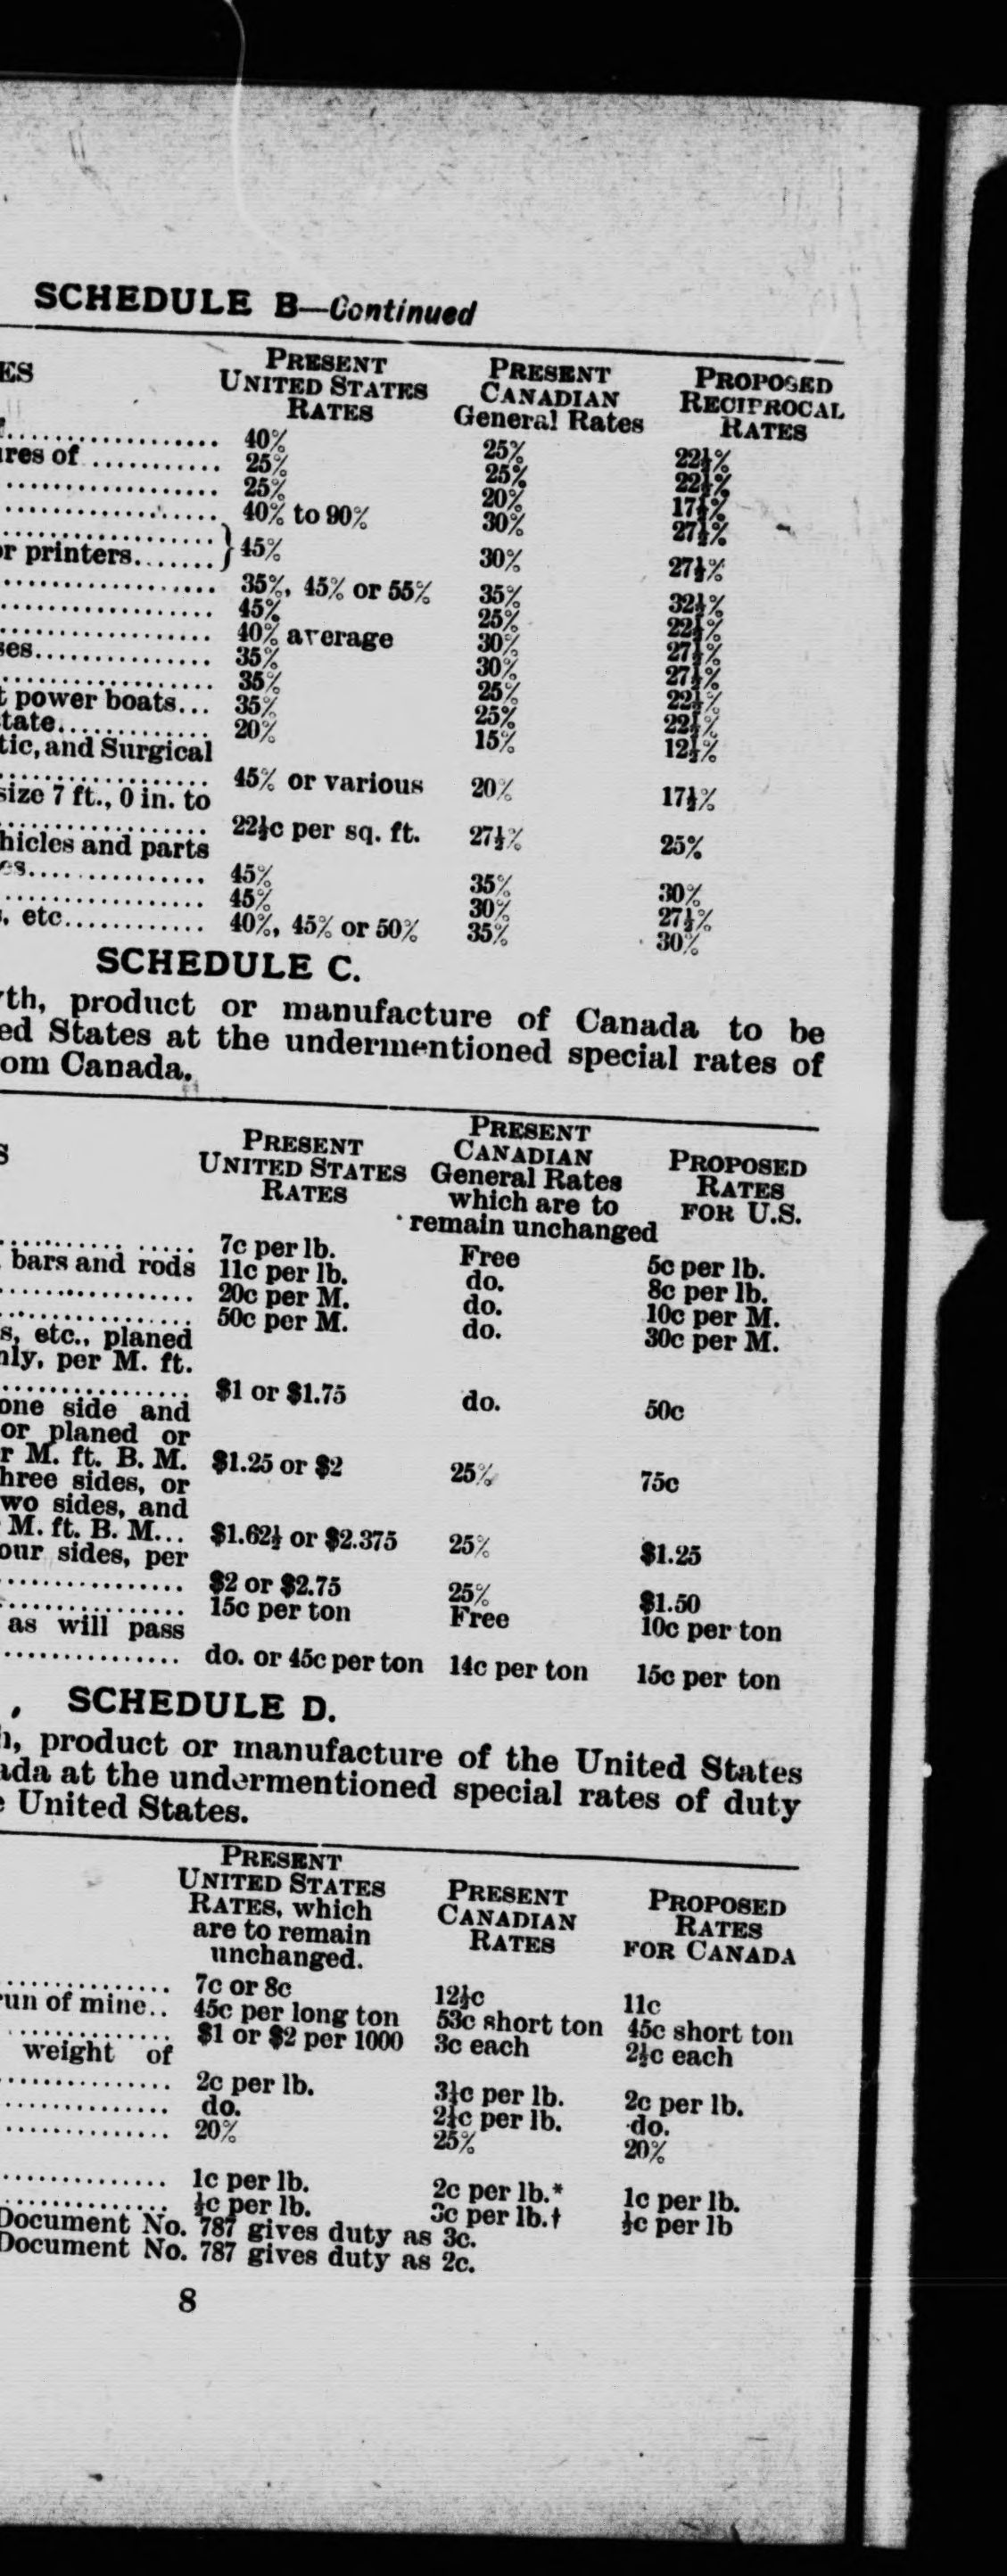 SCHEDULE B—Continued
ES PRESENT UNITED STATES RATES PRESENT CANADIAN General Rates PROPOSED RECIPROCAL RATES
.................. 40% 25% 22½%
res of ............ 25% 25% 22½%
.................. 25% 20% 17½%
.................. 40% to 90% 30% 27½%
..................
r printers....... } 45% 30% 27½%
.................. 35%, 45% or 55% 35% 32½%
.................. 45% 25% 22½%
.................. 40% average 30% 27½%
ses............... 35% 30% 27½%
.................. 35% 25% 22½%
t power boats... 35% 25% 22½%
tate.............. 20% 15% 12½%
tic, and Surgical
.................. 45% or various 20% 17½%
size 7 ft., 0 in. to
.................. 22½c per sq. ft. 27½% 25%
hicles and parts
es................ 45% 35% 30%
.................. 45% 30% 27½%
s, etc............ 40%, 45% or 50% 35% 30%
SCHEDULE C.
th, product or manufacture of Canada to be
ed States at the undermentioned special rates of
om Canada.
S PRESENT UNITED STATES RATES PRESENT CANADIAN General Rates which are to remain unchanged PROPOSED RATES FOR U.S.
.................. 7c per lb. Free 5c per lb.
bars and rods 11c per lb. do. 8c per lb.
.................. 20c per M. do. 10c per M.
.................. 50c per M. do. 30c per M.
s, etc., planed
nly, per M. ft.
.................. $1 or $1.75 do. 50c
one side and
or planed or
r M. ft. B. M. $1.25 or $2 25% 75c
hree sides, or
wo sides, and
M. ft. B. M... $1.62½ or $2.375 25% $1.25
our sides, per
.................. $2 or $2.75 25% $1.50
.................. 15c per ton Free 10c per ton
as will pass
.................. do. or 45c per ton 14c per ton 15c per ton
, SCHEDULE D.
h, product or manufacture of the United States
ada at the undermentioned special rates of duty
e United States.
PRESENT UNITED STATES RATES, which are to remain unchanged. PRESENT CANADIAN RATES PROPOSED RATES FOR CANADA
.................. 7c or 8c 12½c 11c
run of mine.. 45c per long ton 53c short ton 45c short ton
.................. $1 or $2 per 1000 3c each 2½c each
weight of
.................. 2c per lb. 3¼c per lb. 2c per lb.
.................. do. 2¼c per lb. do.
.................. 20% 25% 20%
.................. 1c per lb. 2c per lb.* 1c per lb.
.................. ½c per lb. 3c per lb.† ½c per lb
Document No. 787 gives duty as 3c.
Document No. 787 gives duty as 2c.
8